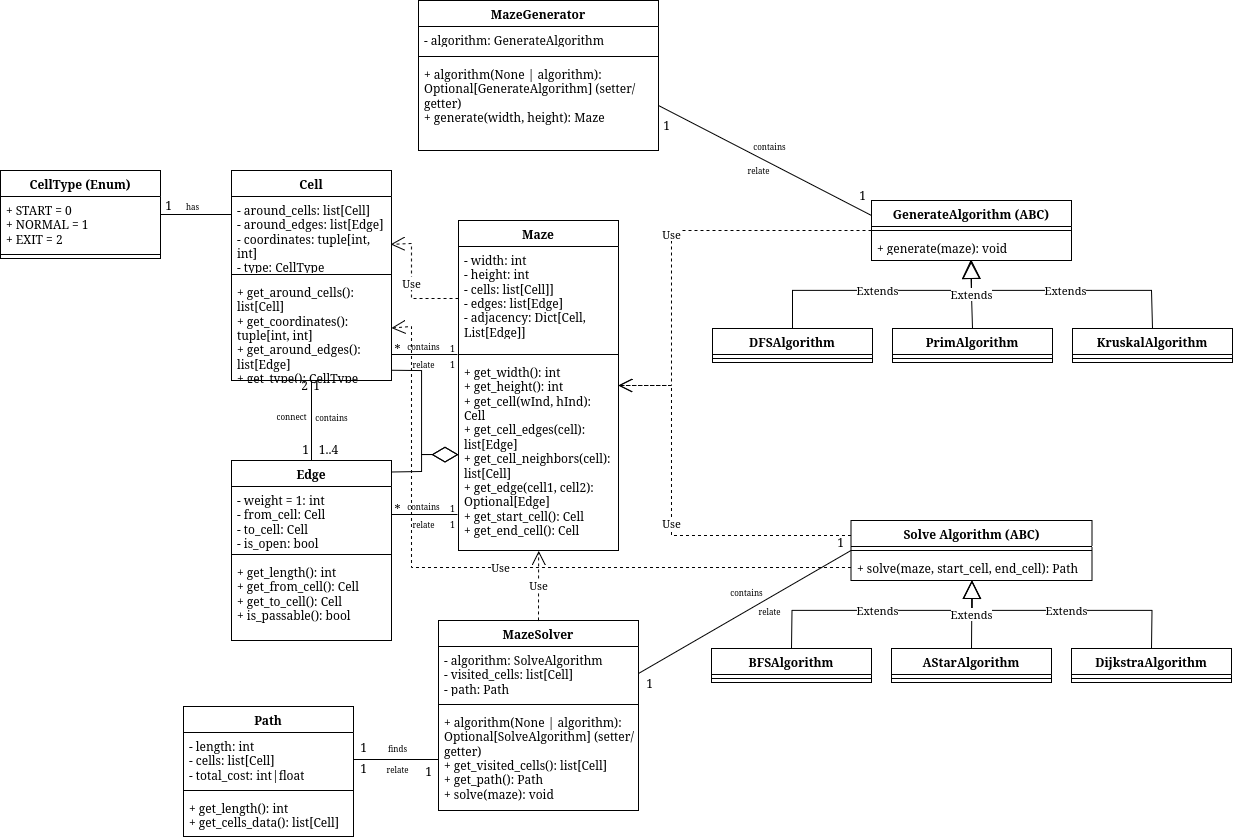 MazeGenerator
- algorithm: GenerateAlgorithm
+ algorithm(None | algorithm):
Optional[GenerateAlgorithm] (setter/
getter)
+ generate(width, height): Maze
1
contains
relate
1
CellType (Enum)
+ START = 0
+ NORMAL = 1
+ EXIT = 2
1
has
Cell
- around_cells: list[Cell]
- around_edges: list[Edge]
- coordinates: tuple[int,
int]
- type: CellType
+ get_around_cells():
list[Cell]
+ get_coordinates():
tuple[int, int]
+ get_around_edges():
list[Edge]
+ get_type(): CellType
Use
* contains 1
relate 1
2 1
connect contains
1 1..4
Maze
- width: int
- height: int
- cells: list[Cell]]
- edges: list[Edge]
- adjacency: Dict[Cell,
List[Edge]]
+ get_width(): int
+ get_height(): int
+ get_cell(wInd, hInd):
Cell
+ get_cell_edges(cell):
list[Edge]
+ get_cell_neighbors(cell):
list[Cell]
+ get_edge(cell1, cell2):
Optional[Edge]
+ get_start_cell(): Cell
+ get_end_cell(): Cell
GenerateAlgorithm (ABC)
+ generate(maze): void
Use
Extends
Extends
Extends
DFSAlgorithm
PrimAlgorithm
KruskalAlgorithm
Edge
- weight = 1: int
- from_cell: Cell
- to_cell: Cell
- is_open: bool
+ get_length(): int
+ get_from_cell(): Cell
+ get_to_cell(): Cell
+ is_passable(): bool
* contains 1
relate 1
Use
Use
Use
Solve Algorithm (ABC)
+ solve(maze, start_cell, end_cell): Path
1
contains
relate
1
Extends
Extends
Extends
BFSAlgorithm
AStarAlgorithm
DijkstraAlgorithm
MazeSolver
- algorithm: SolveAlgorithm
- visited_cells: list[Cell]
- path: Path
+ algorithm(None | algorithm):
Optional[SolveAlgorithm] (setter/
getter)
+ get_visited_cells(): list[Cell]
+ get_path(): Path
+ solve(maze): void
Path
- length: int
- cells: list[Cell]
- total_cost: int|float
+ get_length(): int
+ get_cells_data(): list[Cell]
1 finds
1 relate 1